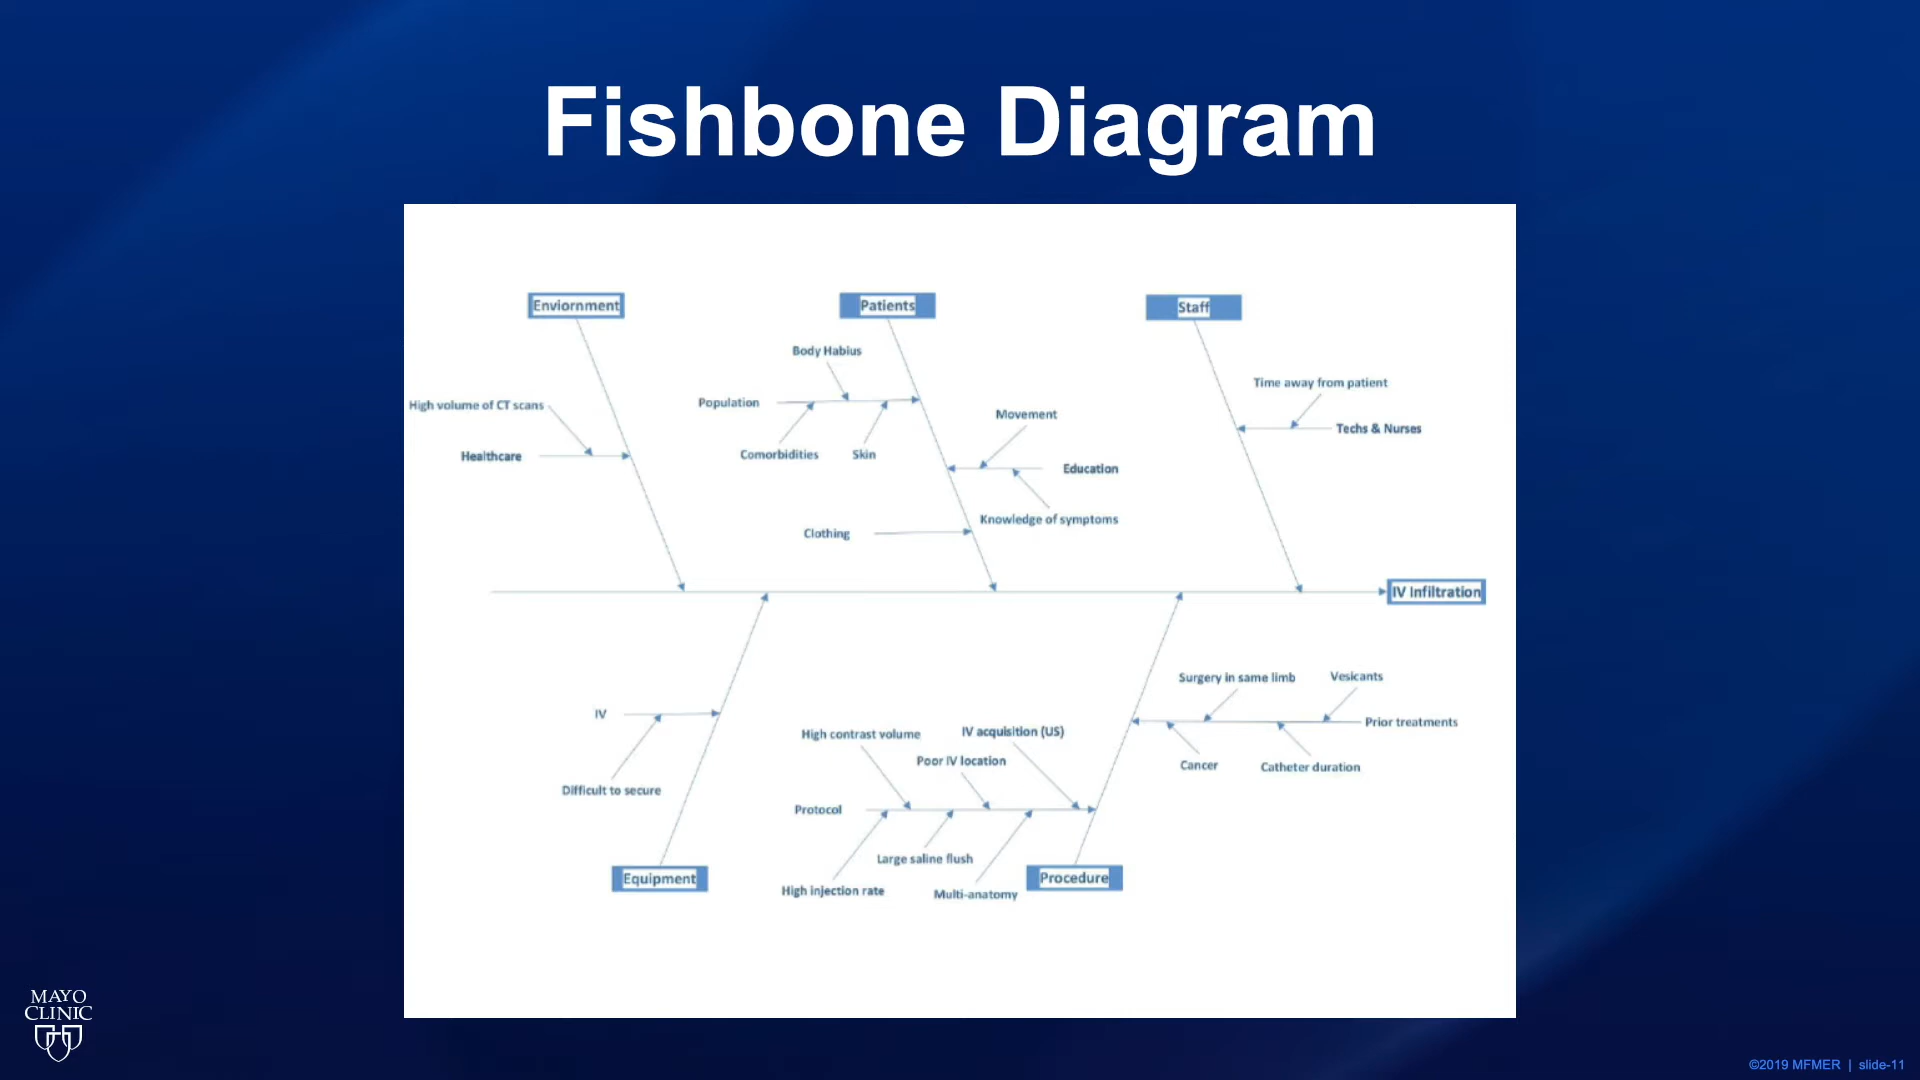 Fishbone Diagram
Enviornment
Patients
Staff
Body Habius
Time away from patient
High volume of CT scans
Population
Movement
Techs & Nurses
Healthcare
Comorbidities
Skin
Education
Knowledge of symptoms
Clothing
IV Infiltration
Surgery in same limb
Vesicants
IV
Prior treatments
High contrast volume
IV acquisition (US)
Poor IV location
Cancer
Catheter duration
Difficult to secure
Protocol
Large saline flush
Equipment
Procedure
High injection rate
Multi-anatomy
MAYO
CLINIC
©2019 MFMER | slide-11